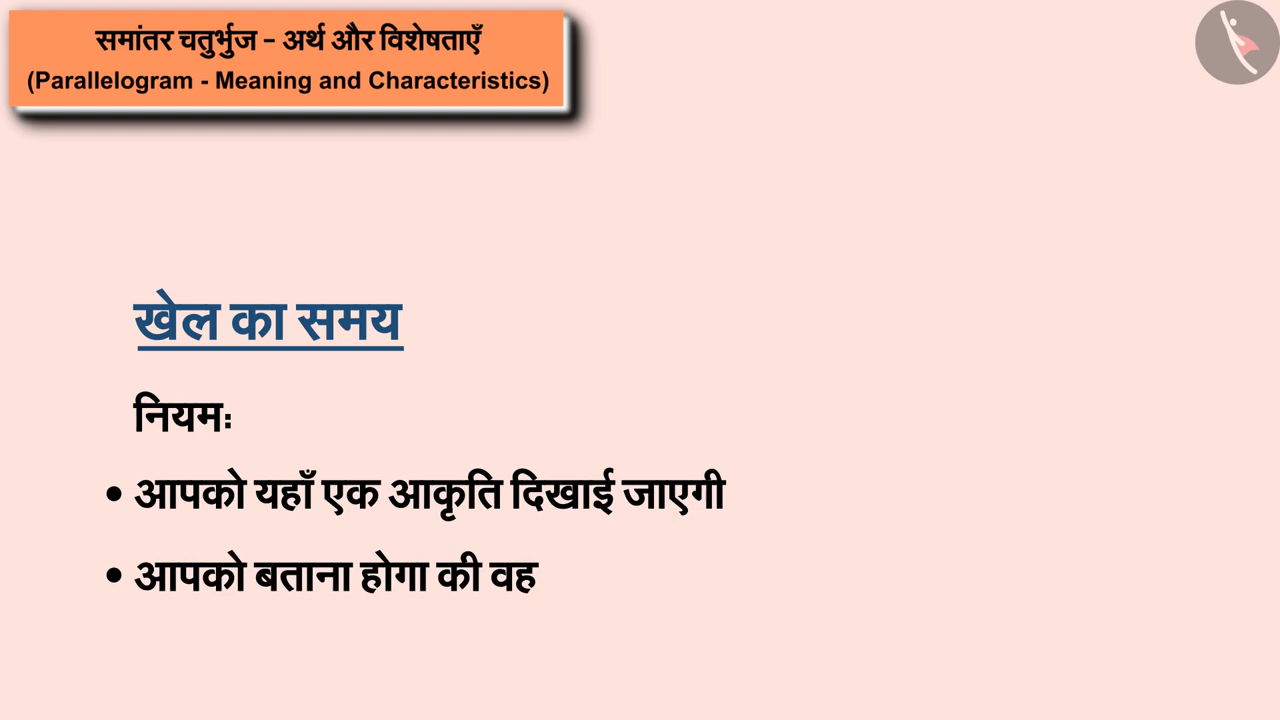 समांतर चतुर्भुज - अर्थ और विशेषताएँ
(Parallelogram - Meaning and Characteristics)
खेल का समय
नियमः
• आपको यहाँ एक आकृति दिखाई जाएगी
• आपको बताना होगा की वह